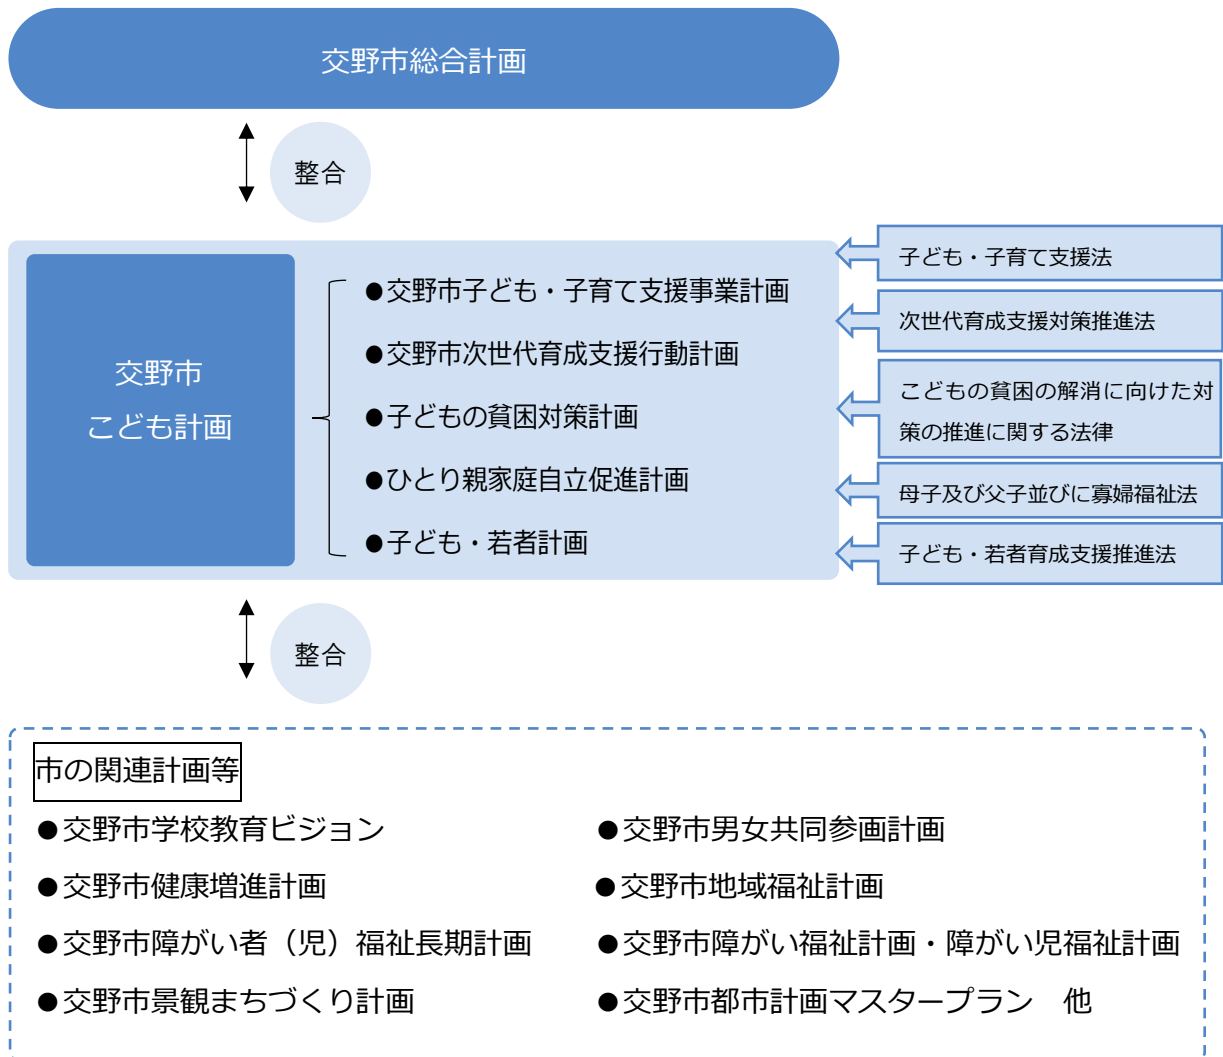 交野市総合計画
整合
交野市
こども計画
●交野市子ども・子育て支援事業計画
●交野市次世代育成支援行動計画
●子どもの貧困対策計画
●ひとり親家庭自立促進計画
●子ども・若者計画
子ども・子育て支援法
次世代育成支援対策推進法
こどもの貧困の解消に向けた対
策の推進に関する法律
母子及び父子並びに寡婦福祉法
子ども・若者育成支援推進法
整合
市の関連計画等
●交野市学校教育ビジョン
●交野市男女共同参画計画
●交野市健康増進計画
●交野市地域福祉計画
●交野市障がい者（児）福祉長期計画
●交野市障がい福祉計画・障がい児福祉計画
●交野市景観まちづくり計画
●交野市都市計画マスタープラン　他